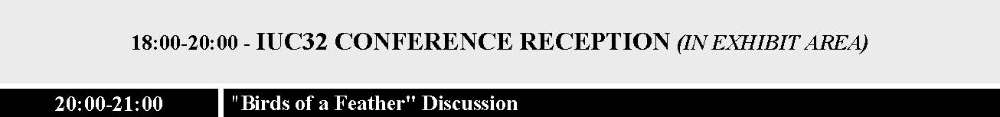 18:00-20:00 - IUC32 CONFERENCE RECEPTION (IN EXHIBIT AREA)
20:00-21:00 "Birds of a Feather" Discussion